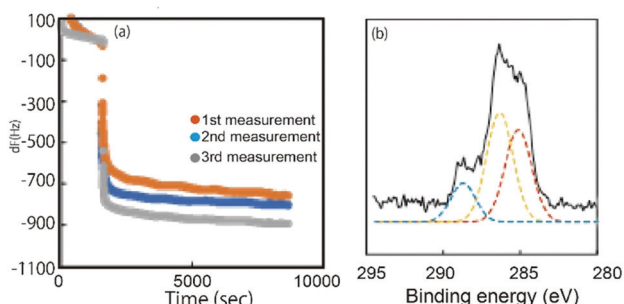 (a)
100
-100
-300
-500
-700
-900
-1100
dF(Hz)
1st measurement
2nd measurement
3rd measurement
0
5000
10000
Time (sec)
(b)
295
290
285
280
Binding energy (eV)